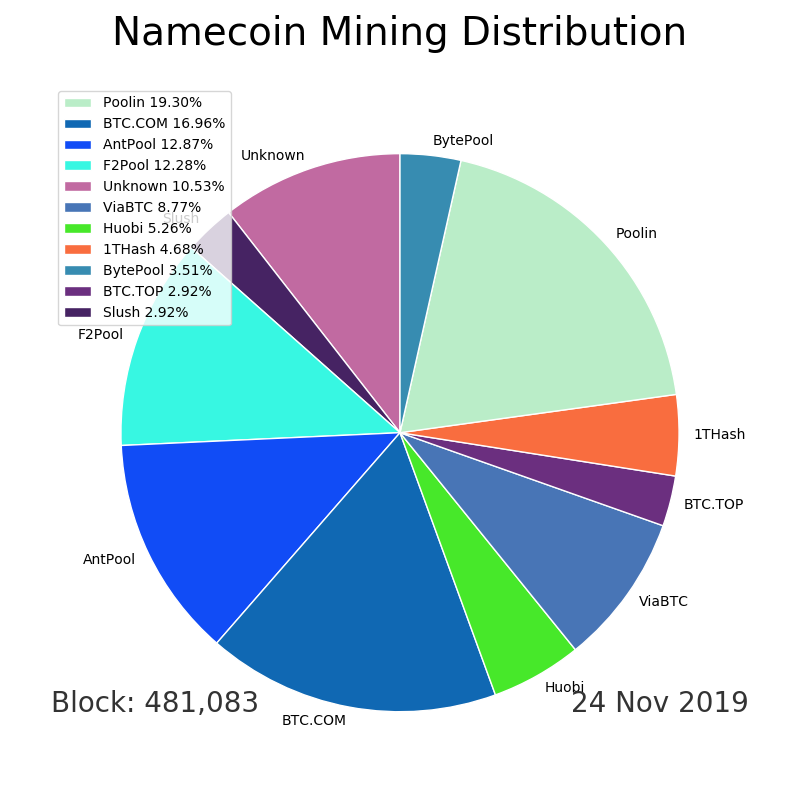 Namecoin Mining Distribution
Poolin 19.30%
BTC.COM 16.96%
AntPool 12.87%
F2Pool 12.28%
Unknown 10.53%
ViaBTC 8.77%
Huobi 5.26%
1THash 4.68%
BytePool 3.51%
BTC.TOP 2.92%
Slush 2.92%
BytePool
Unknown
Slush
Poolin
F2Pool
1THash
BTC.TOP
AntPool
ViaBTC
Huobi
BTC.COM
Block: 481,083
24 Nov 2019